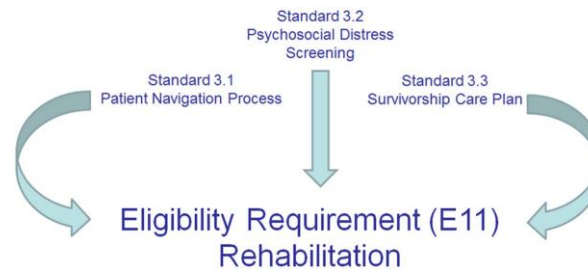 Standard 3.2
Psychosocial Distress
Screening
Standard 3.1
Patient Navigation Process
Standard 3.3
Survivorship Care Plan
Eligibility Requirement (E11)
Rehabilitation